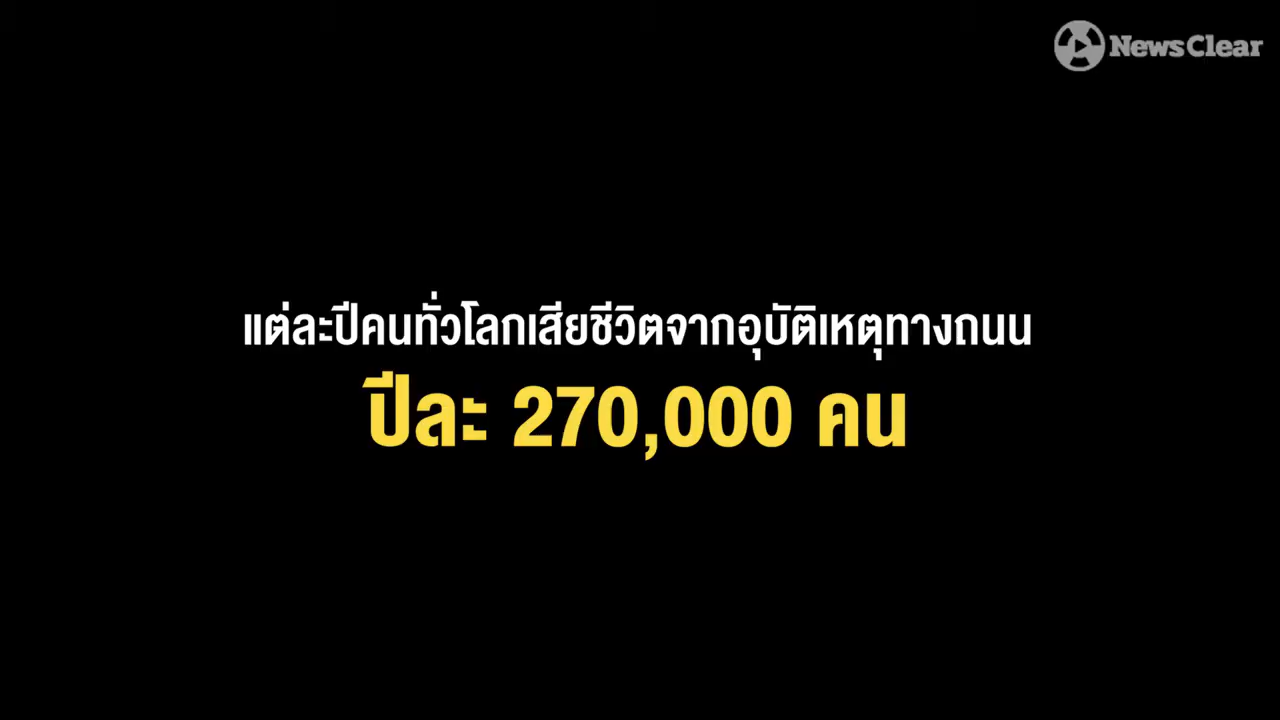 NewsClear
แต่ละปีคนทั่วโลกเสียชีวิตจากอุบัติเหตุทางถนน
ปีละ 270,000 คน